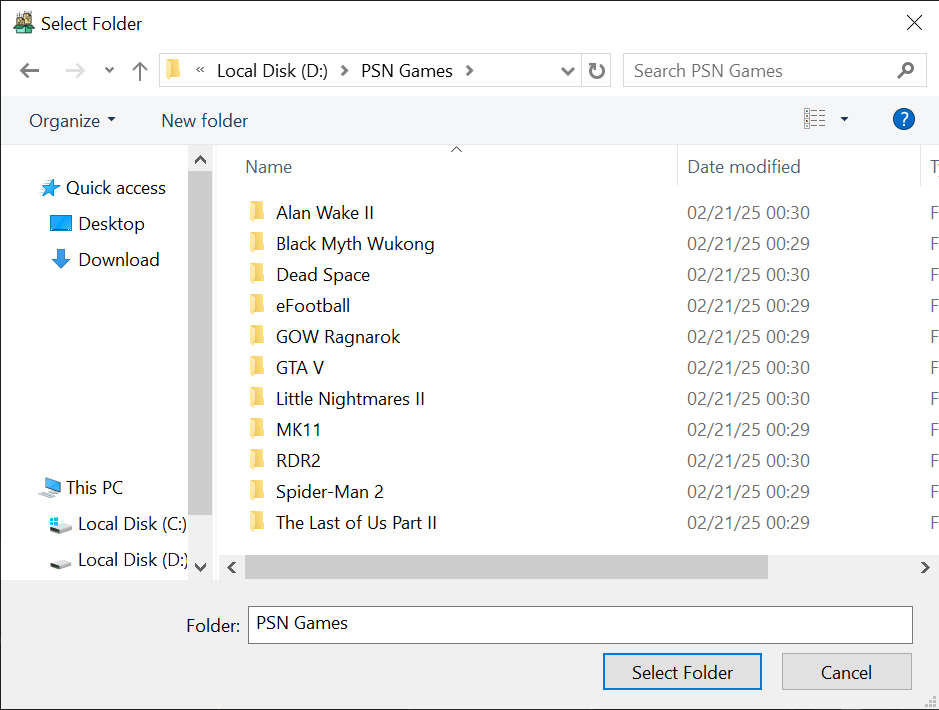 Select Folder
« Local Disk (D:) > PSN Games >
Search PSN Games
Organize
New folder
?
Quick access
Desktop
Download
This PC
Local Disk (C:)
Local Disk (D:)
Name Date modified T
Alan Wake II 02/21/25 00:30 F
Black Myth Wukong 02/21/25 00:29 F
Dead Space 02/21/25 00:30 F
eFootball 02/21/25 00:29 F
GOW Ragnarok 02/21/25 00:29 F
GTA V 02/21/25 00:30 F
Little Nightmares II 02/21/25 00:30 F
MK11 02/21/25 00:29 F
RDR2 02/21/25 00:30 F
Spider-Man 2 02/21/25 00:29 F
The Last of Us Part II 02/21/25 00:29 F
Folder: PSN Games
Select Folder
Cancel